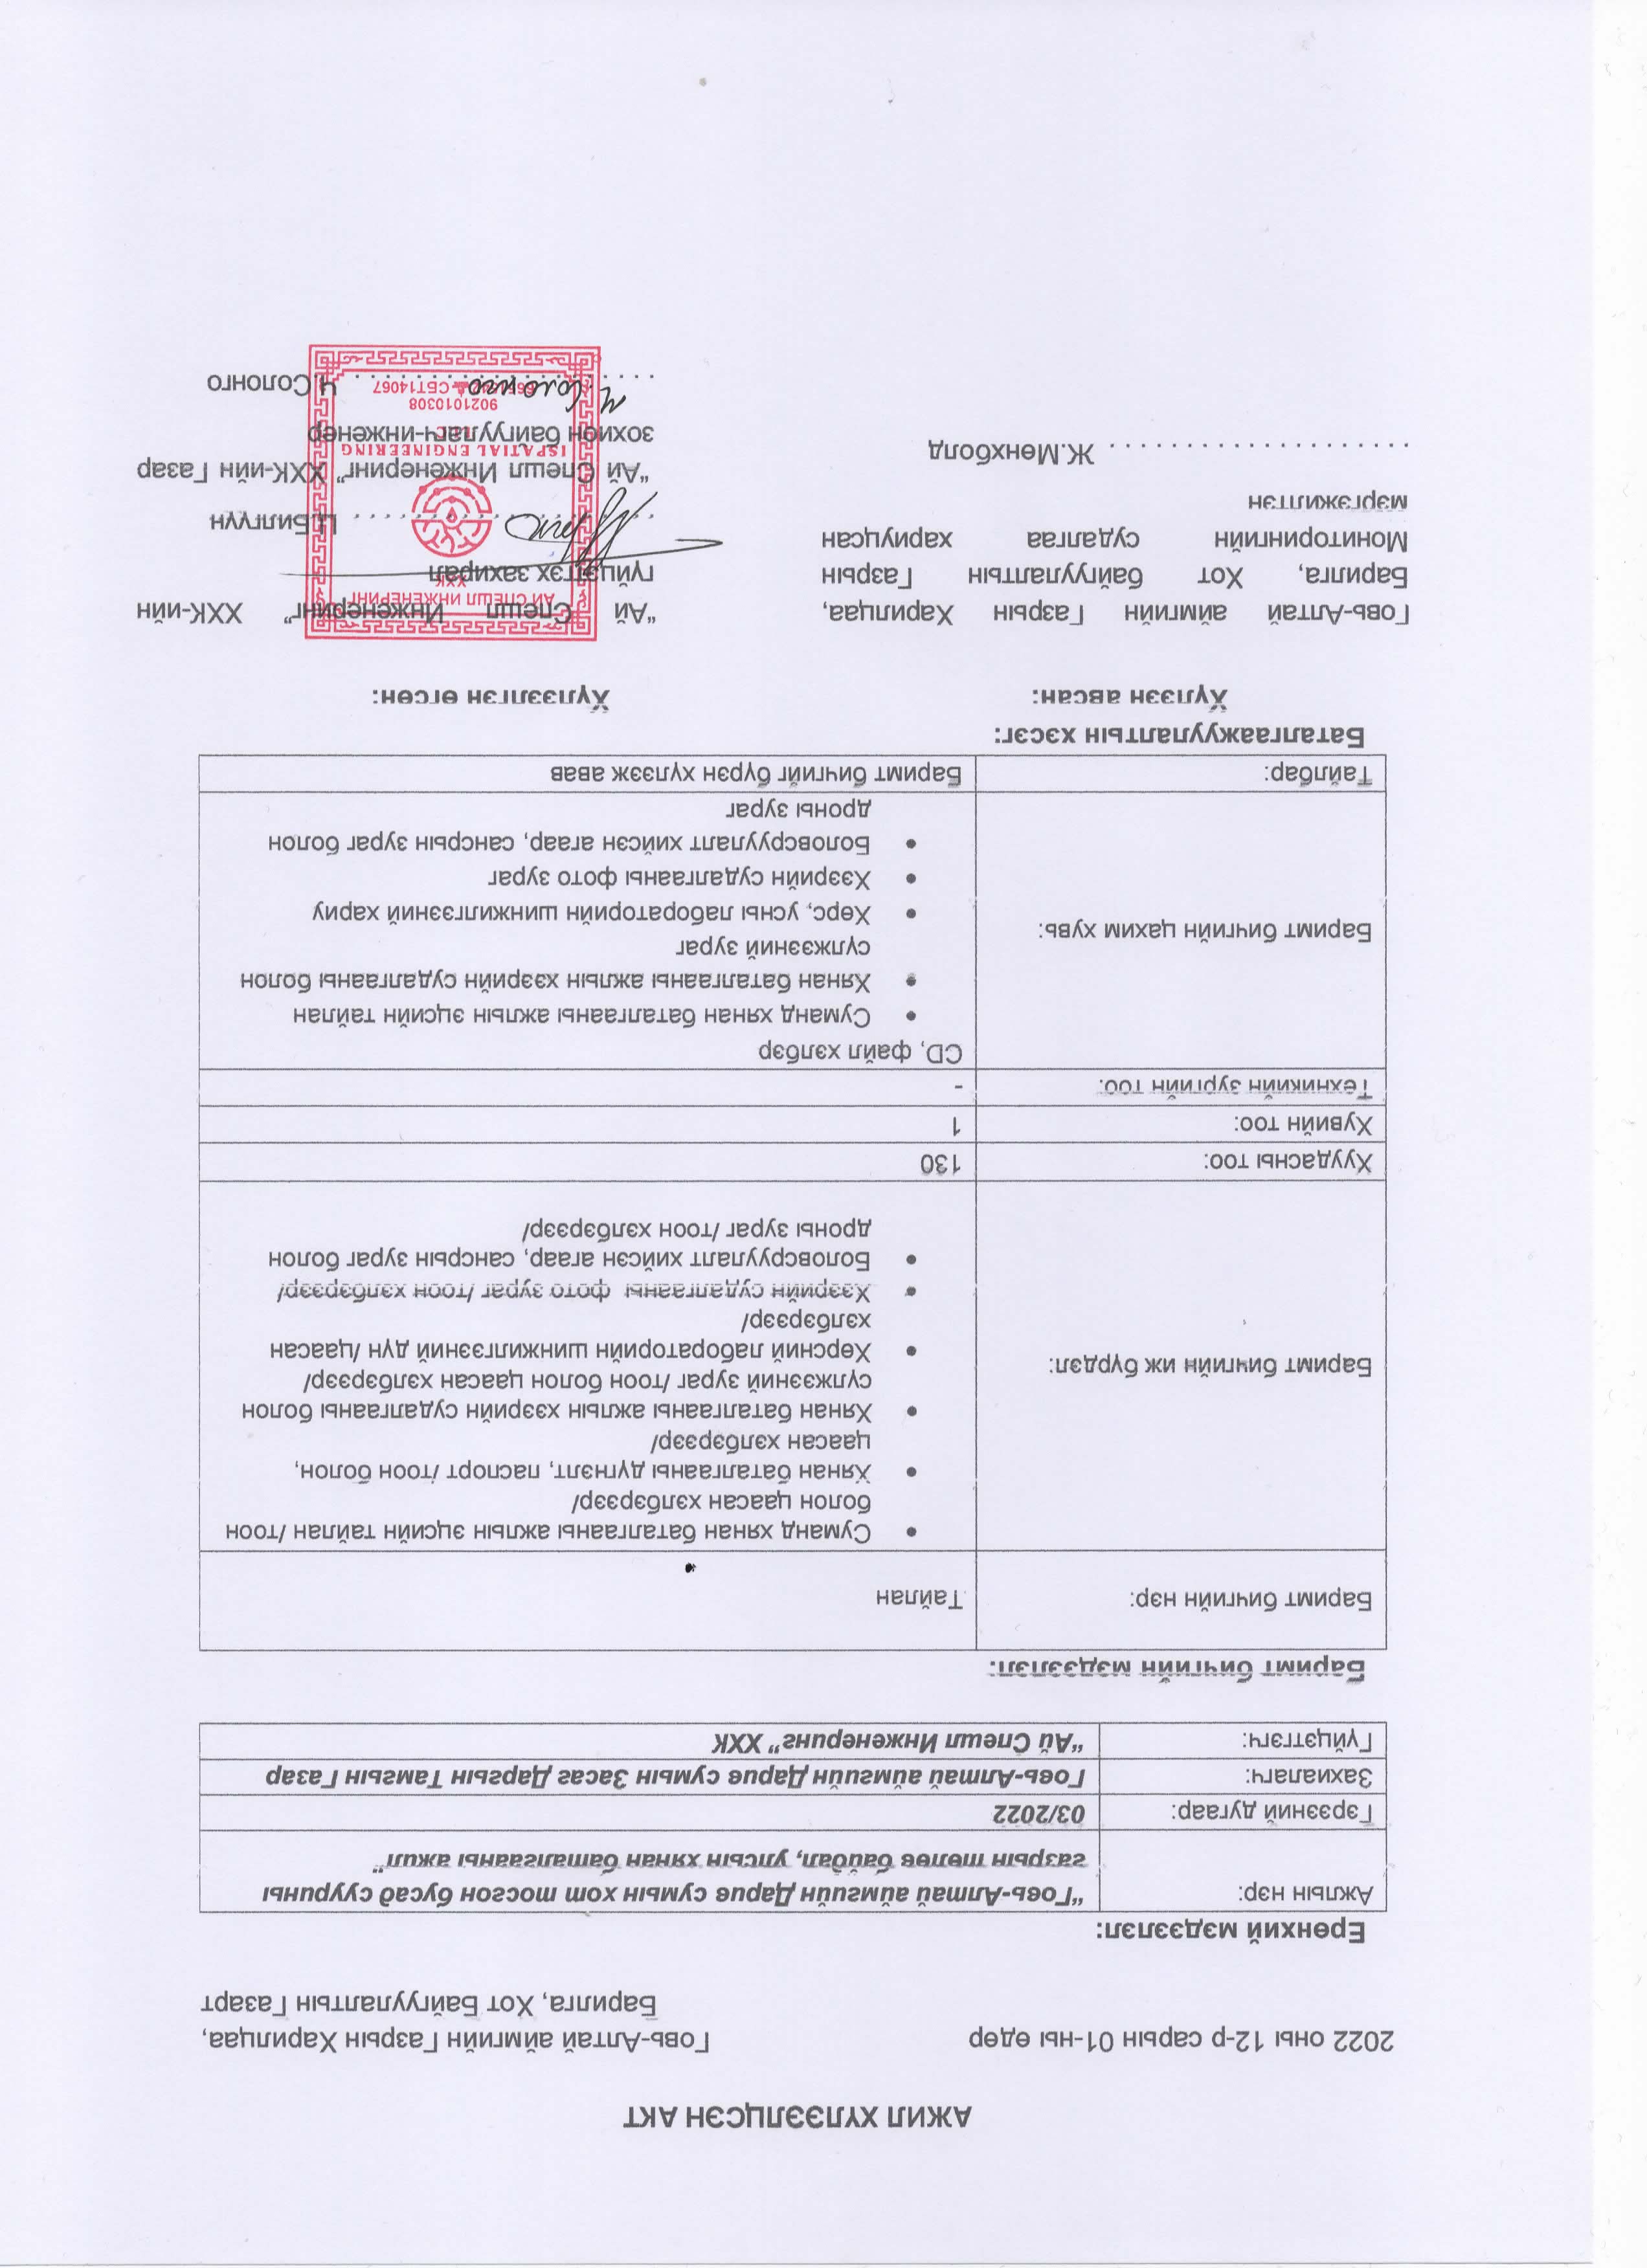 АЖИЛ ХҮЛЭЭЛЦСЭН АКТ
2022 оны 12-р сарын 01-ны өдөр
Говь-Алтай аймгийн Газрын Харилцаа,
Барилга, Хот Байгуулалтын Газарт
Ерөнхий мэдээлэл:
Ажлын нэр: "Говь-Алтай аймгийн Дарив сумын хот тосгон бусад суурины
газрын төлөв байдал, улсын хянан баталгааны ажил"
Гэрээний дугаар: 03/2022
Захиалагч: Говь-Алтай аймгийн Дарив сумын Засаг Даргын Тамгын Газар
Гүйцэтгэгч: "Ай Спешл Инженеринг" ХХК
Баримт бичгийн мэдээлэл:
Баримт бичгийн нэр: Тайлан
Баримт бичгийн иж бүрдэл:
• Суманд хянан баталгааны ажлын эцсийн тайлан /тоон
болон цаасан хэлбэрээр/
• Хянан баталгааны дүгнэлт, паспорт /тоон болон,
цаасан хэлбэрээр/
• Хянан баталгааны ажлын хээрийн судалгааны болон
сүлжээний зураг /тоон болон цаасан хэлбэрээр/
• Хөрсний лабораторийн шинжилгээний дүн /цаасан
хэлбэрээр/
• Хээрийн судалгааны фото зураг /тоон хэлбэрээр/
• Боловсруулалт хийсэн агаар, сансрын зураг болон
дроны зураг /тоон хэлбэрээр/
Хуудасны тоо: 130
Хувийн тоо: 1
Техникийн зургийн тоо: -
Баримт бичгийн цахим хувь:
CD, файл хэлбэр
• Суманд хянан баталгааны ажлын эцсийн тайлан
• Хянан баталгааны ажлын хээрийн судалгааны болон
сүлжээний зураг
• Хөрс, усны лабораторийн шинжилгээний хариу
• Хээрийн судалгааны фото зураг
• Боловсруулалт хийсэн агаар, сансрын зураг болон
дроны зураг
Тайлбар: Баримт бичгийг бүрэн хүлээж авав
Баталгаажуулалтын хэсэг:
Хүлээн авсан:
Говь-Алтай аймгийн Газрын Харилцаа,
Барилга, Хот байгуулалтын Газрын
Мониторингийн судалгаа хариуцсан
мэргэжилтэн
..................... Ж.Мөнхболд
Хүлээлгэн өгсөн:
"Ай Спешл Инженеринг" ХХК-ийн
гүйцэтгэх захирал
..................... Ц.Билгүүн
"Ай Спешл Инженеринг" ХХК-ийн Газар
зохион байгуулагч-инженер
..................... Ч.Солонго
АЙ СПЕШЛ ИНЖЕНЕРИНГ
ХХК
ISPATIAL ENGINEERING
LLC
9021010308
СБТ14067